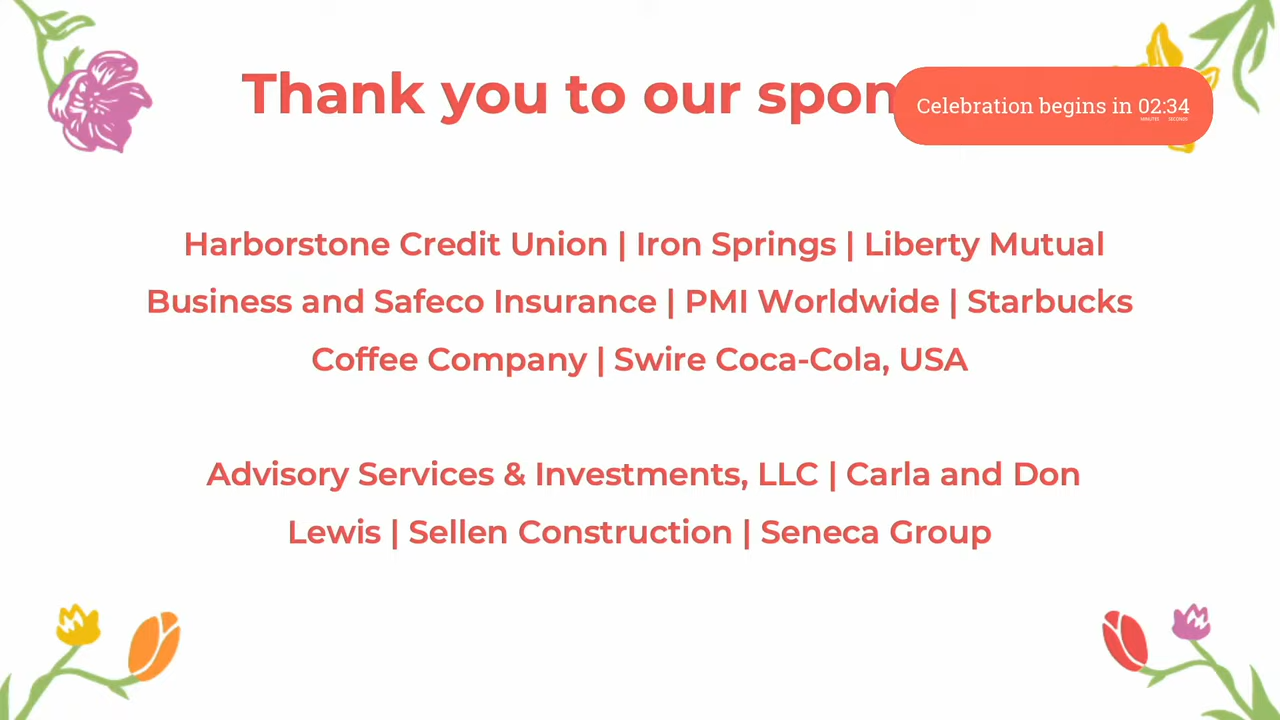 Thank you to our spon
Celebration begins in 02:34
MINUTES SECONDS
Harborstone Credit Union | Iron Springs | Liberty Mutual
Business and Safeco Insurance | PMI Worldwide | Starbucks
Coffee Company | Swire Coca-Cola, USA
Advisory Services & Investments, LLC | Carla and Don
Lewis | Sellen Construction | Seneca Group